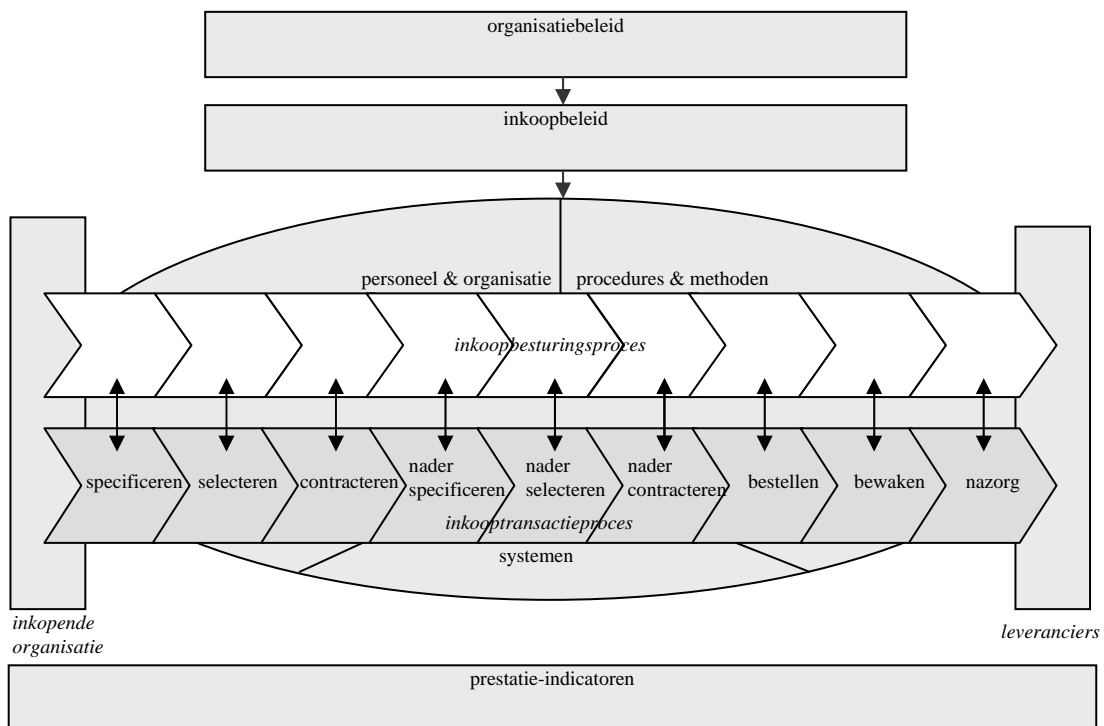 organisatiebeleid
inkoopbeleid
personeel & organisatie
procedures & methoden
inkoopbesturingsproces
specificeren
selecteren
contracteren
nader
specificeren
nader
selecteren
nader
contracteren
bestellen
bewaken
nazorg
inkooptransactieproces
systemen
inkopende
organisatie
leveranciers
prestatie-indicatoren